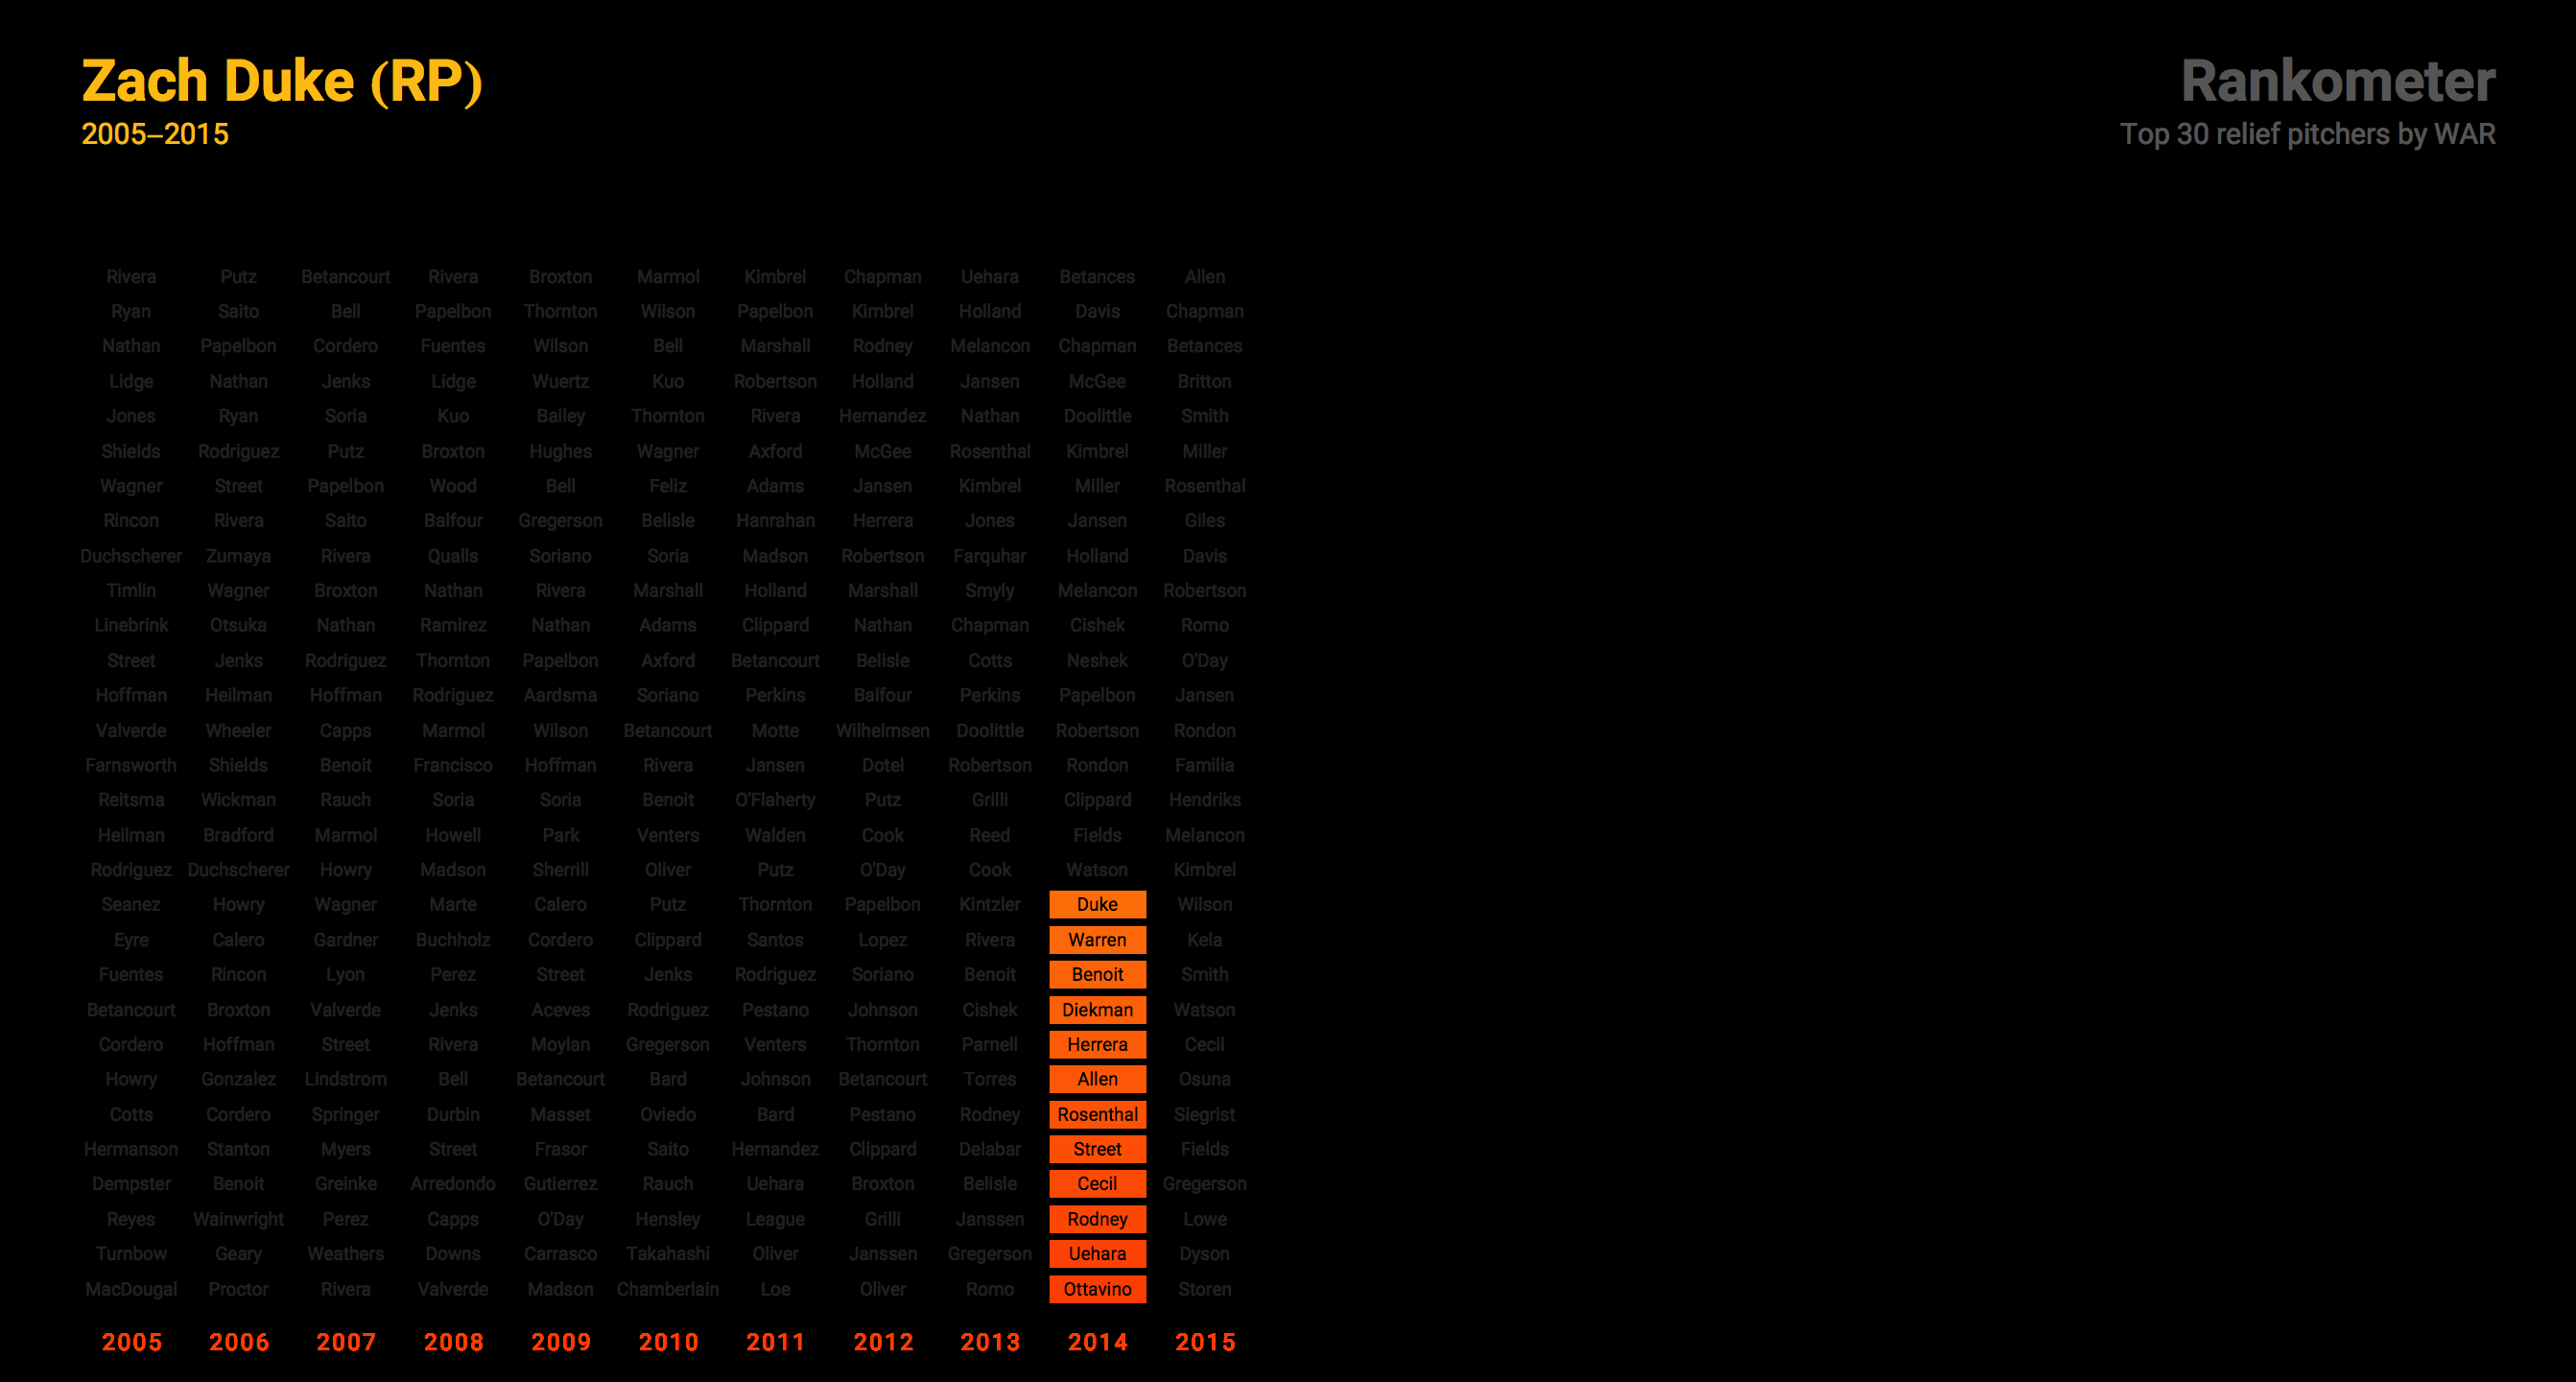 Zach Duke (RP)
2005–2015
Rankometer
Top 30 relief pitchers by WAR
Rivera Putz Betancourt Rivera Broxton Marmol Kimbrel Chapman Uehara Betances Allen
Ryan Saito Bell Papelbon Thornton Wilson Papelbon Kimbrel Holland Davis Chapman
Nathan Papelbon Cordero Fuentes Wilson Bell Marshall Rodney Melancon Chapman Betances
Lidge Nathan Jenks Lidge Wuertz Kuo Robertson Holland Jansen McGee Britton
Jones Ryan Soria Kuo Bailey Thornton Rivera Hernandez Nathan Doolittle Smith
Shields Rodriguez Putz Broxton Hughes Wagner Axford McGee Rosenthal Kimbrel Miller
Wagner Street Papelbon Wood Bell Feliz Adams Jansen Kimbrel Miller Rosenthal
Rincon Rivera Saito Balfour Gregerson Belisle Hanrahan Herrera Jones Jansen Giles
Duchscherer Zumaya Rivera Qualls Soriano Soria Madson Robertson Farquhar Holland Davis
Timlin Wagner Broxton Nathan Rivera Marshall Holland Marshall Smyly Melancon Robertson
Linebrink Otsuka Nathan Ramirez Nathan Adams Clippard Nathan Chapman Cishek Romo
Street Jenks Rodriguez Thornton Papelbon Axford Betancourt Belisle Cotts Neshek O'Day
Hoffman Heilman Hoffman Rodriguez Aardsma Soriano Perkins Balfour Perkins Papelbon Jansen
Valverde Wheeler Capps Marmol Wilson Betancourt Motte Wilhelmsen Doolittle Robertson Rondon
Farnsworth Shields Benoit Francisco Hoffman Rivera Jansen Dotel Robertson Rondon Familia
Reitsma Wickman Rauch Soria Soria Benoit O'Flaherty Putz Grilli Clippard Hendriks
Heilman Bradford Marmol Howell Park Venters Walden Cook Reed Fields Melancon
Rodriguez Duchscherer Howry Madson Sherrill Oliver Putz O'Day Cook Watson Kimbrel
Seanez Howry Wagner Marte Calero Putz Thornton Papelbon Kintzler Duke Wilson
Eyre Calero Gardner Buchholz Cordero Clippard Santos Lopez Rivera Warren Kela
Fuentes Rincon Lyon Perez Street Jenks Rodriguez Soriano Benoit Benoit Smith
Betancourt Broxton Valverde Jenks Aceves Rodriguez Pestano Johnson Cishek Diekman Watson
Cordero Hoffman Street Rivera Moylan Gregerson Venters Thornton Parnell Herrera Cecil
Howry Gonzalez Lindstrom Bell Betancourt Bard Johnson Betancourt Torres Allen Osuna
Cotts Cordero Springer Durbin Masset Oviedo Bard Pestano Rodney Rosenthal Siegrist
Hermanson Stanton Myers Street Frasor Saito Hernandez Clippard Delabar Street Fields
Dempster Benoit Greinke Arredondo Gutierrez Rauch Uehara Broxton Belisle Cecil Gregerson
Reyes Wainwright Perez Capps O'Day Hensley League Grilli Janssen Rodney Lowe
Turnbow Geary Weathers Downs Carrasco Takahashi Oliver Janssen Gregerson Uehara Dyson
MacDougal Proctor Rivera Valverde Madson Chamberlain Loe Oliver Romo Ottavino Storen
2005 2006 2007 2008 2009 2010 2011 2012 2013 2014 2015